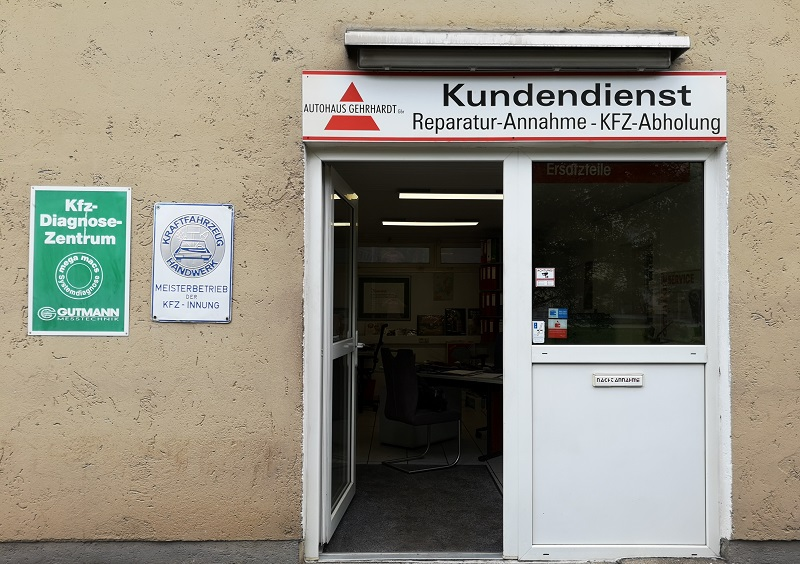 AUTOHAUS GEHRHARDT
Kundendienst
Reparatur-Annahme - KFZ-Abholung
Ersatzteile
Kfz-
Diagnose-
Zentrum
mega macs
Systemdiagnose
GUTMANN
MESSTECHNIK
KRAFTFAHRZEUG
HANDWERK
MEISTERBETRIEB
DER
KFZ-INNUNG
NACHTANNAHME